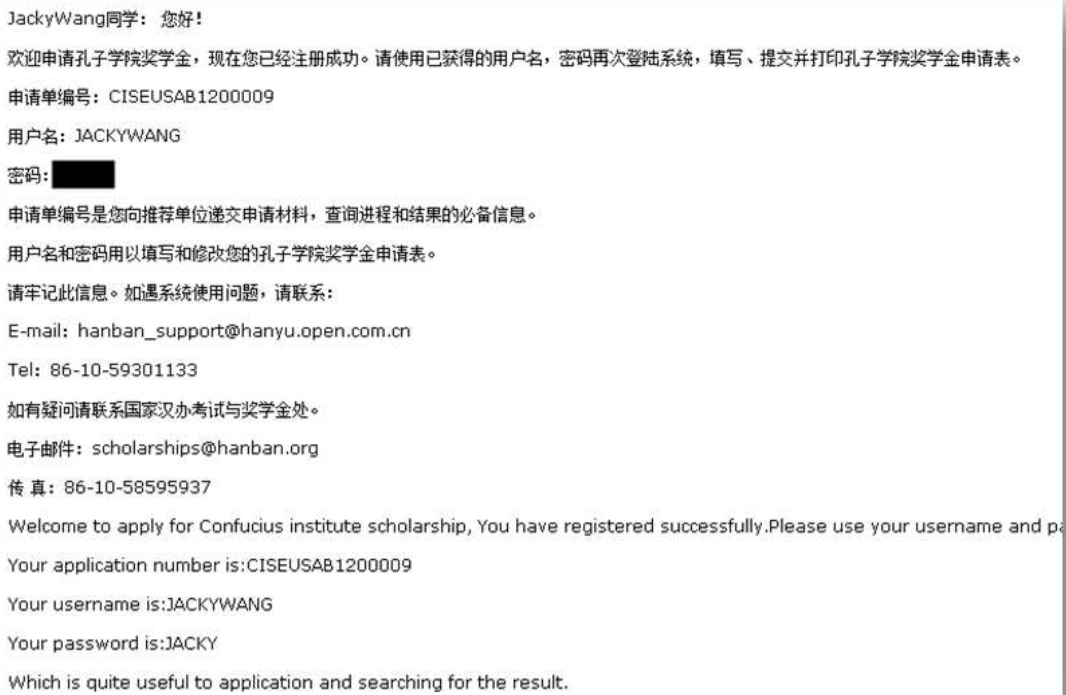 JackyWang同学： 您好！
欢迎申请孔子学院奖学金，现在您已经注册成功。请使用已获得的用户名，密码再次登陆系统，填写、提交并打印孔子学院奖学金申请表。
申请单编号：CISEUSAB1200009
用户名：JACKYWANG
密码：
申请单编号是您向推荐单位递交申请材料，查询进程和结果的必备信息。
用户名和密码用以填写和修改您的孔子学院奖学金申请表。
请牢记此信息。如遇系统使用问题，请联系：
E-mail：hanban_support@hanyu.open.com.cn
Tel：86-10-59301133
如有疑问请联系国家汉办考试与奖学金处。
电子邮件：scholarships@hanban.org
传 真：86-10-58595937
Welcome to apply for Confucius institute scholarship, You have registered successfully.Please use your username and
Your application number is:CISEUSAB1200009
Your username is:JACKYWANG
Your password is:JACKY
Which is quite useful to application and searching for the result.